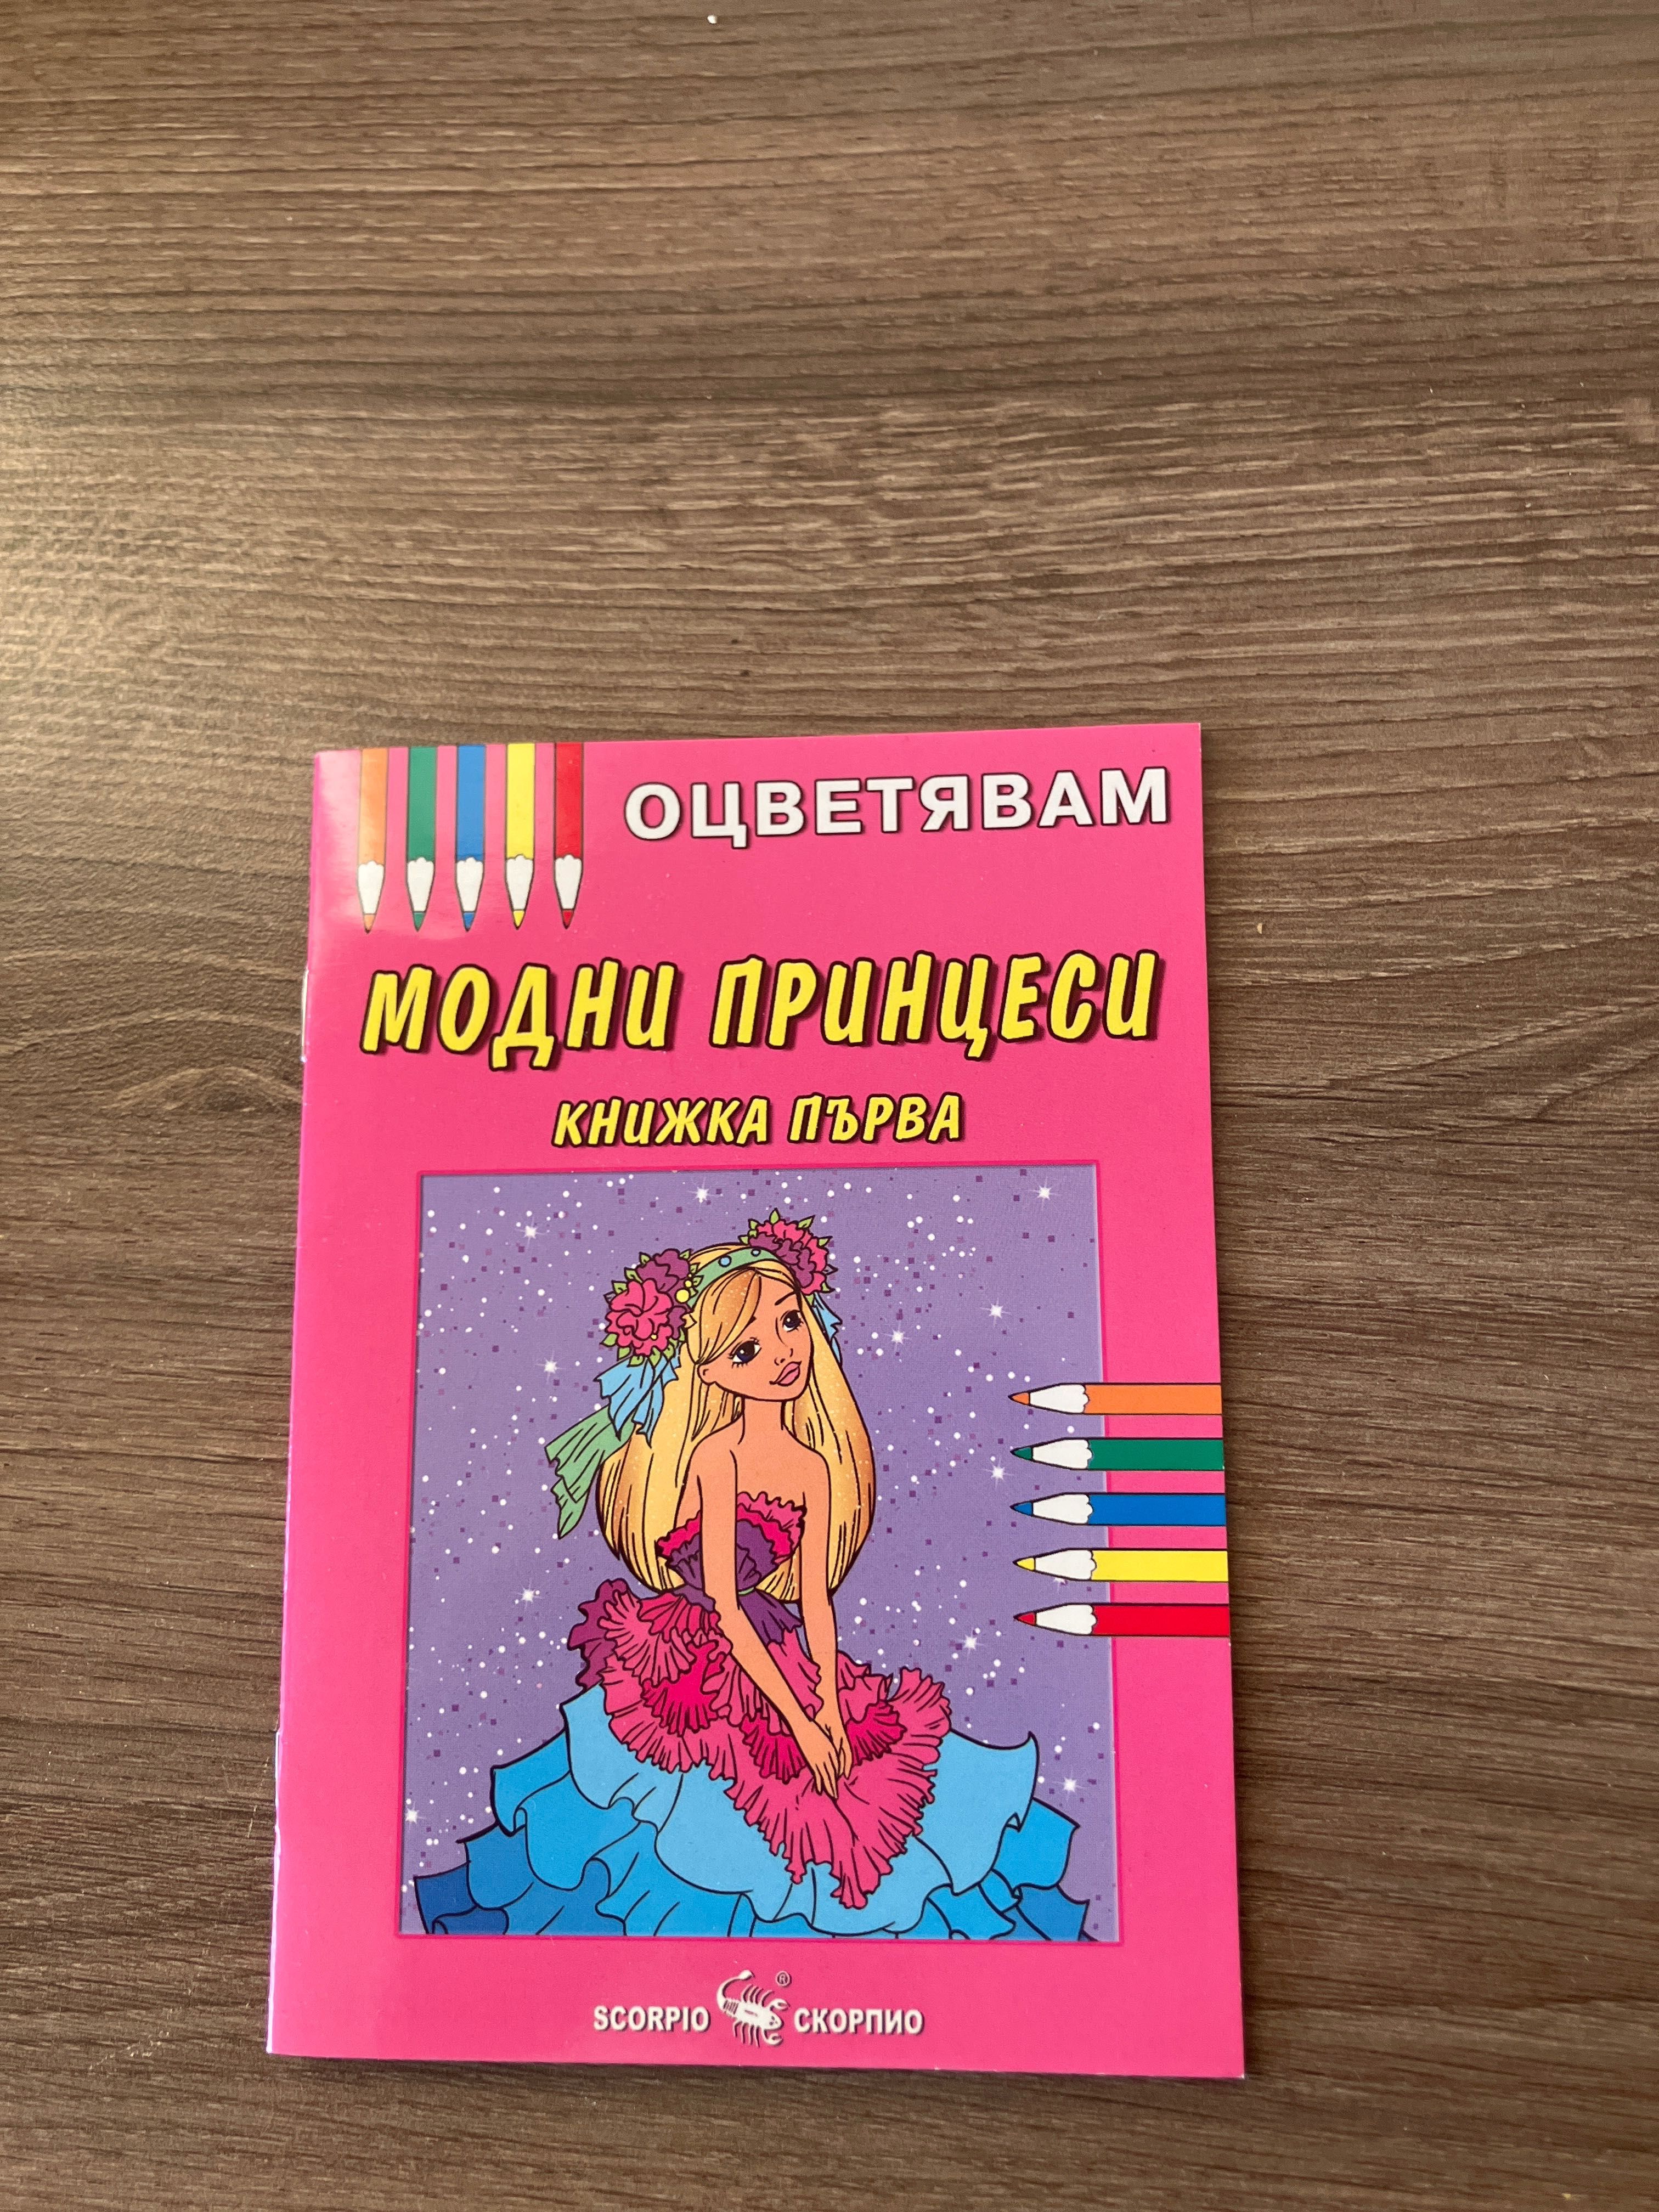 ОЦВЕТЯВАМ
МОДНИ ПРИНЦЕСИ
КНИЖКА ПЪРВА
SCORPIO ® СКОРПИО